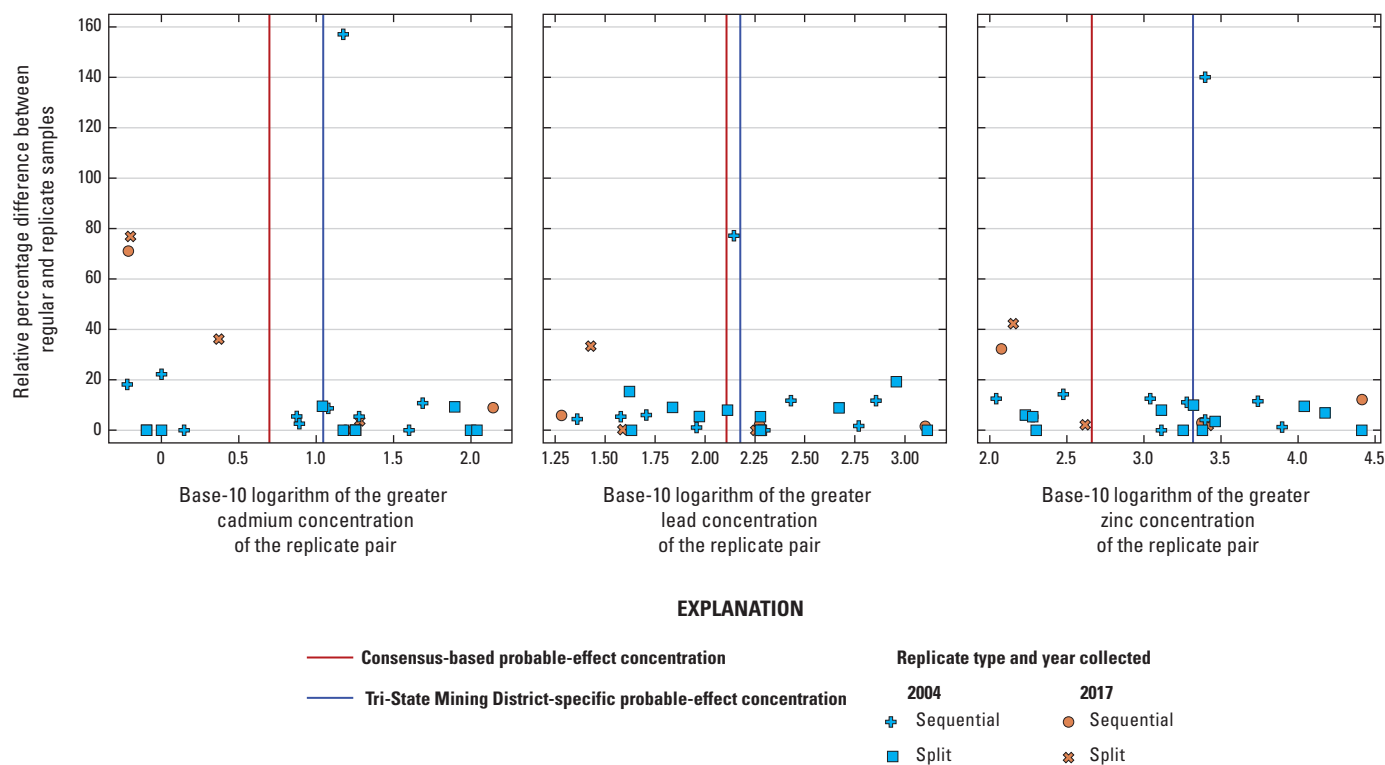 Relative percentage difference between
regular and replicate samples
160
140
120
100
80
60
40
20
0
0 0.5 1.0 1.5 2.0
1.25 1.50 1.75 2.00 2.25 2.50 2.75 3.00
2.0 2.5 3.0 3.5 4.0 4.5
Base-10 logarithm of the greater
cadmium concentration
of the replicate pair
Base-10 logarithm of the greater
lead concentration
of the replicate pair
Base-10 logarithm of the greater
zinc concentration
of the replicate pair
EXPLANATION
Consensus-based probable-effect concentration
Tri-State Mining District-specific probable-effect concentration
Replicate type and year collected
2004 2017
Sequential Sequential
Split Split